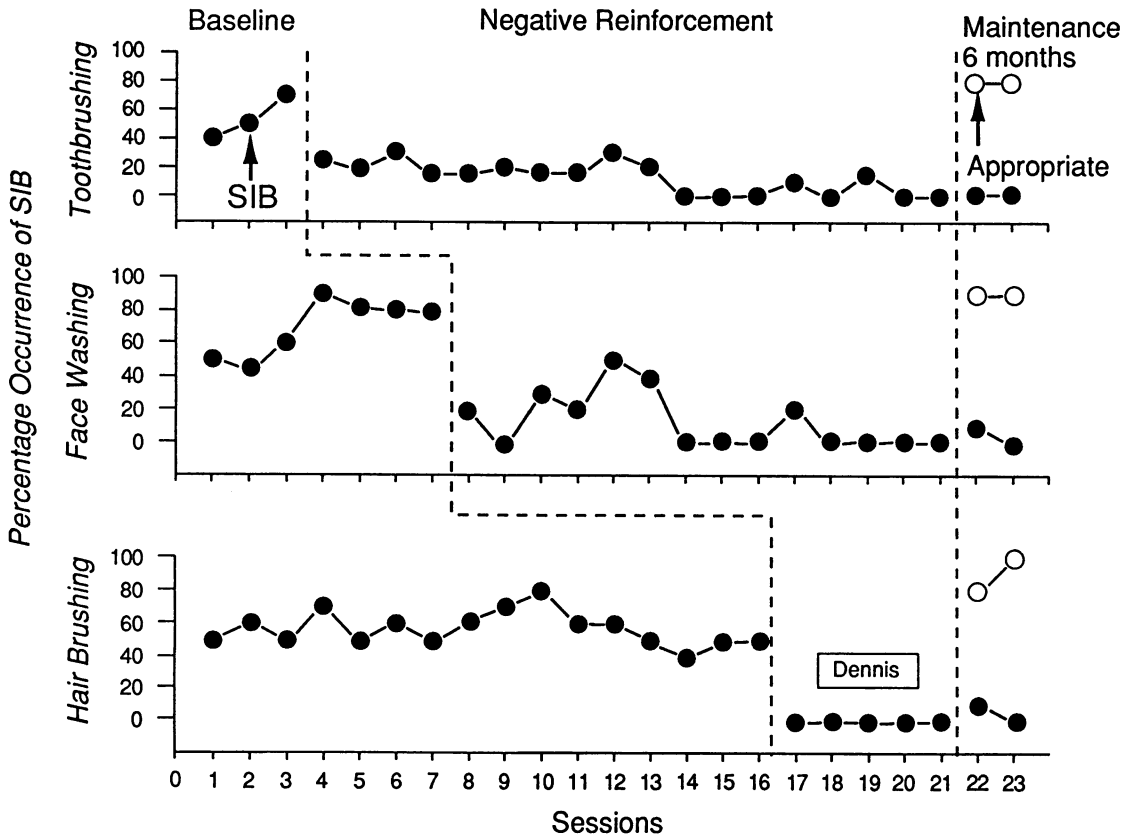 Baseline
Negative Reinforcement
Maintenance
6 months
Percentage Occurrence of SIB
Toothbrushing
100
80
60
40
20
0
SIB
Appropriate
Face Washing
100
80
60
40
20
0
Hair Brushing
100
80
60
40
20
0
Dennis
0 1 2 3 4 5 6 7 8 9 10 11 12 13 14 15 16 17 18 19 20 21 22 23
Sessions